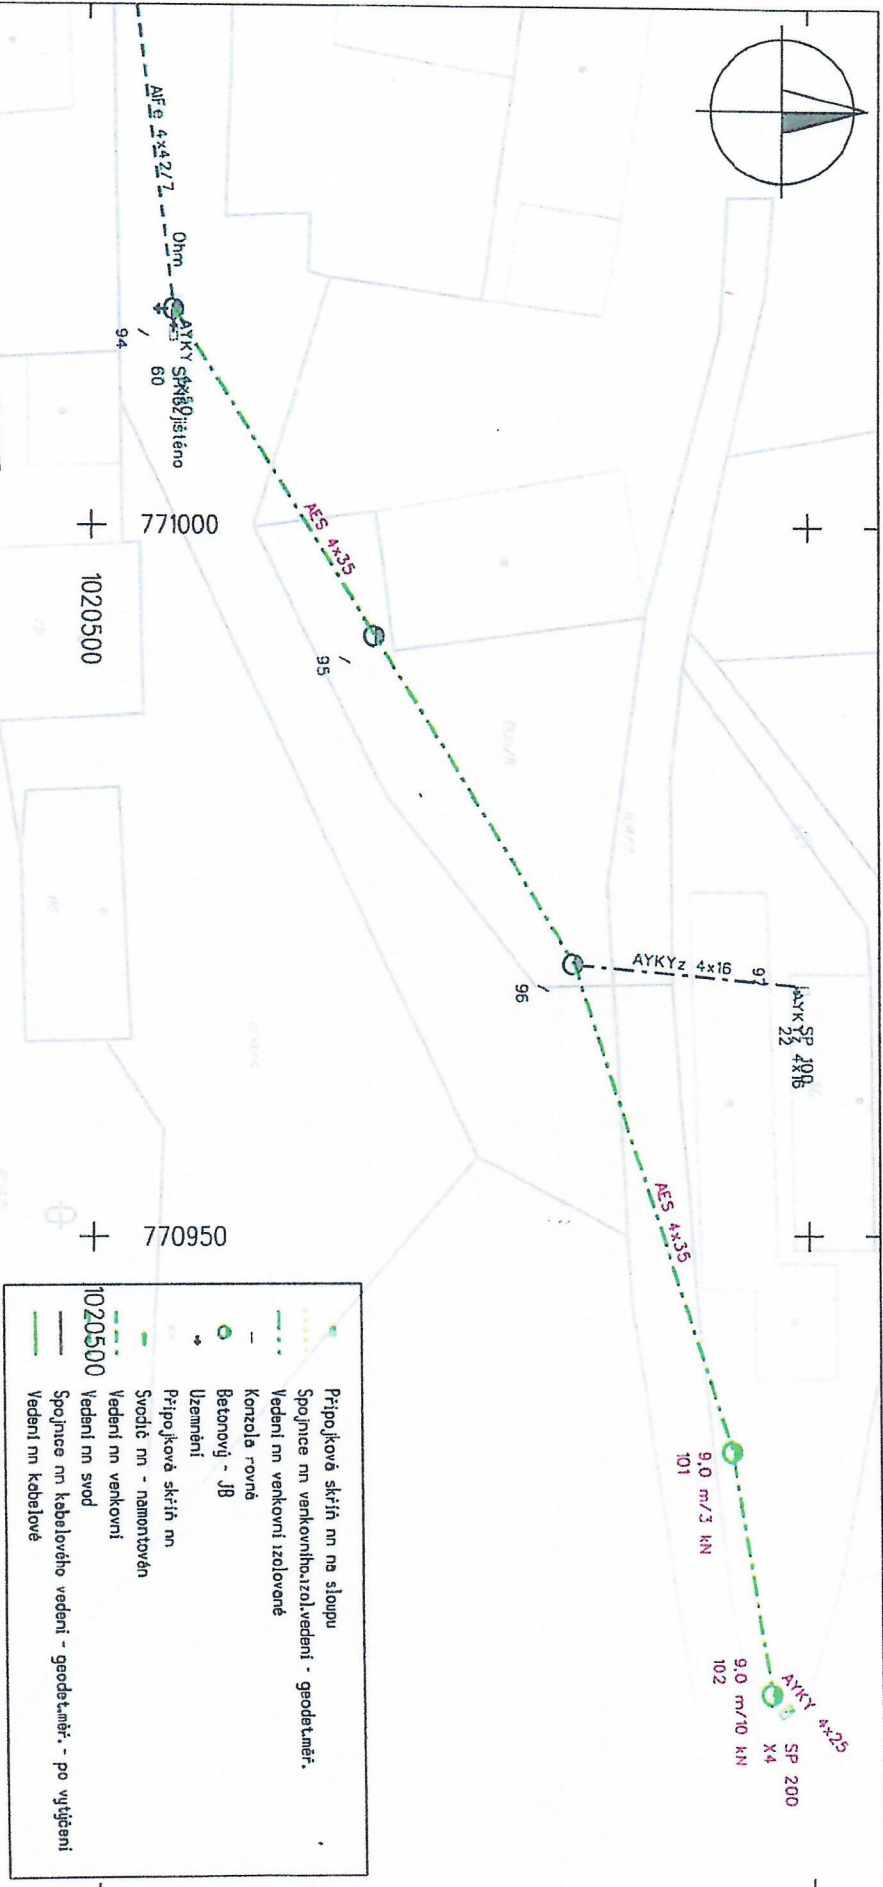 AlFe 4x42/7
Ohm
AYKY
jištěno
60
94
771000
1020500
AES 4x35
95
96
AYKYz 4x16
97
SP 100
AYKYz 4x16
22
AES 4x35
770950
9,0 m/3 kN
101
AYKY 4x25
SP 200
X4
9,0 m/10 kN
102
Přípojková skříň nn na sloupu
Spojnice nn venkovního.izol.vedení - geodet.měř.
Vedení nn venkovní izolované
Konzola rovná
Betonový - JB
Uzemnění
Přípojková skříň nn
Svodič nn - namontován
Vedení nn venkovní
1020500
Vedení nn svod
Spojnice nn kabelového vedení - geodet.měř. - po vytýčení
Vedení nn kabelové